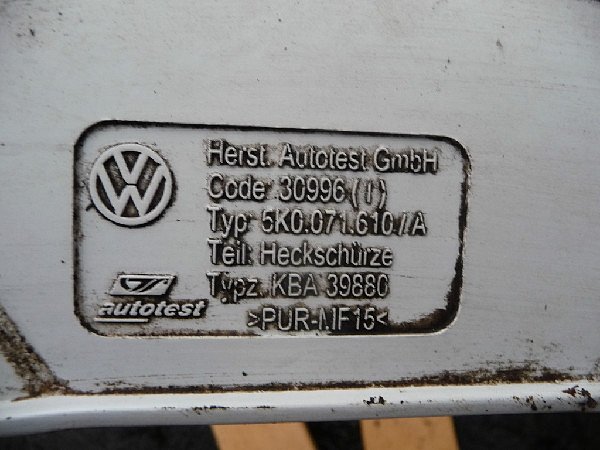 Herst. Autotest GmbH
Code: 30996 (1)
Typ: 5K0.071.610./A
Teil: Heckschürze
Typz. KBA 39880
autotest
>PUR-MF15<